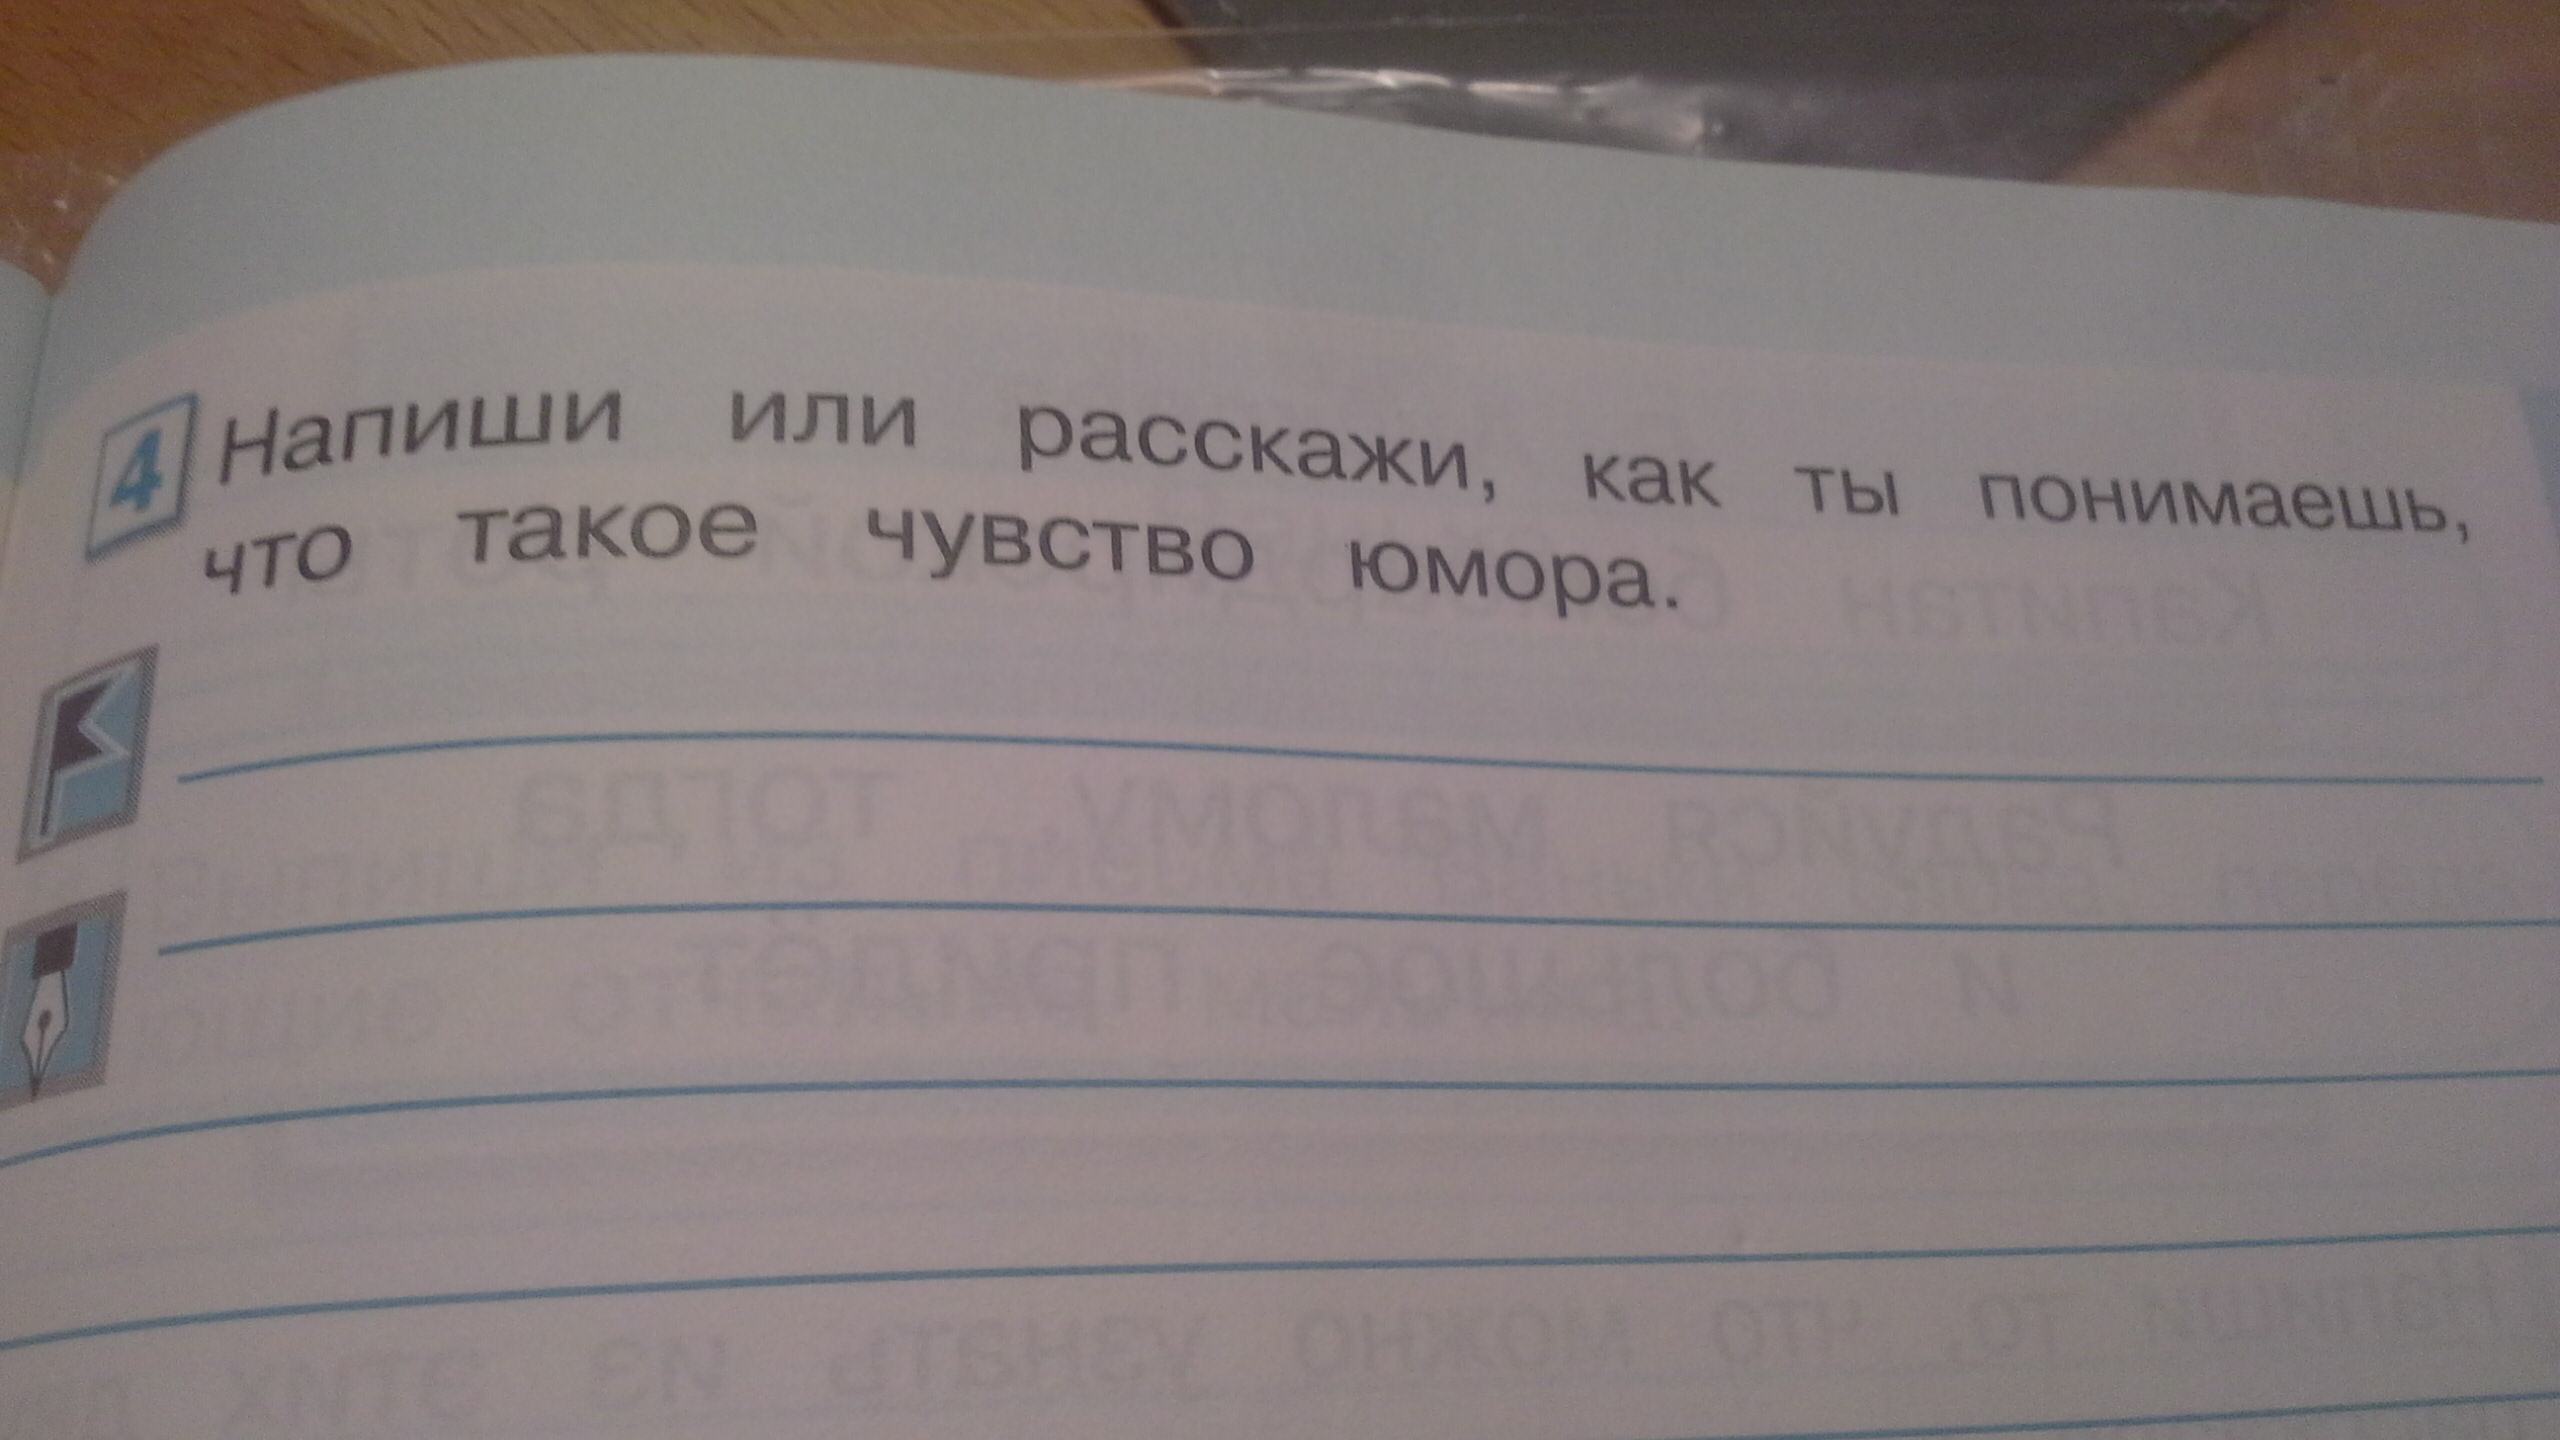 4 Напиши или расскажи, как ты понимаешь,
что такое чувство юмора.